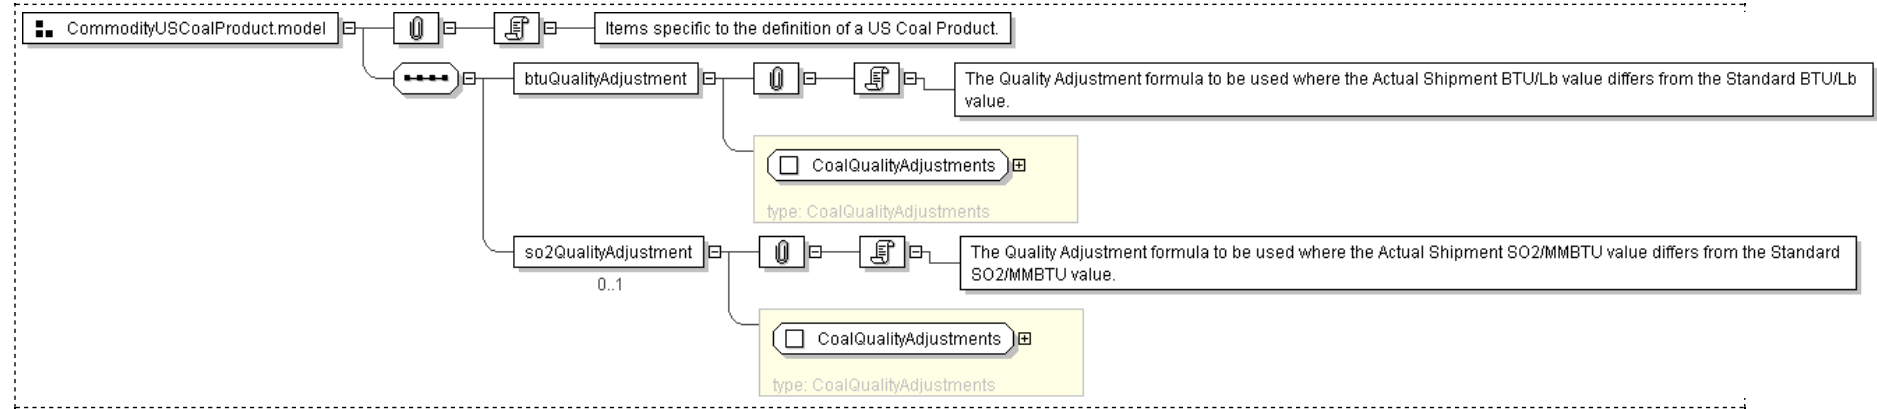 CommodityUSCoalProduct.model
Items specific to the definition of a US Coal Product.
btuQualityAdjustment
The Quality Adjustment formula to be used where the Actual Shipment BTU/Lb value differs from the Standard BTU/Lb
value.
CoalQualityAdjustments
type: CoalQualityAdjustments
so2QualityAdjustment
0..1
The Quality Adjustment formula to be used where the Actual Shipment SO2/MMBTU value differs from the Standard
SO2/MMBTU value.
CoalQualityAdjustments
type: CoalQualityAdjustments